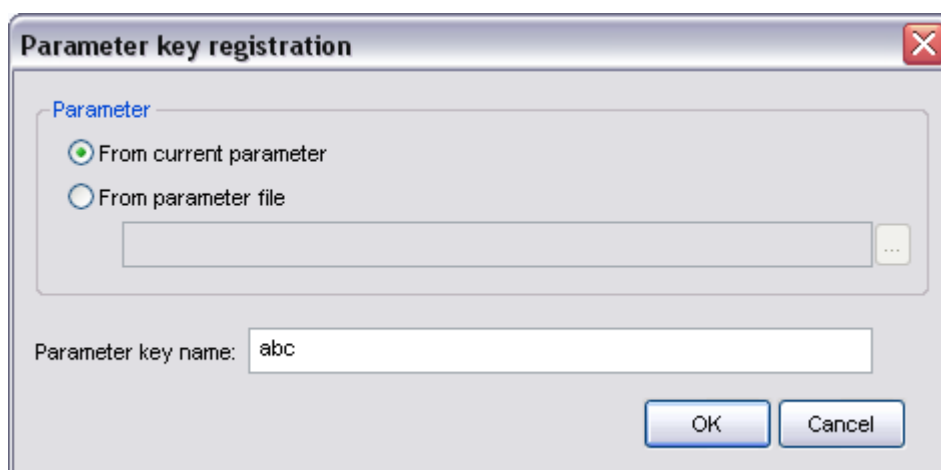 Parameter key registration
Parameter
From current parameter
From parameter file
...
Parameter key name: abc
OK Cancel